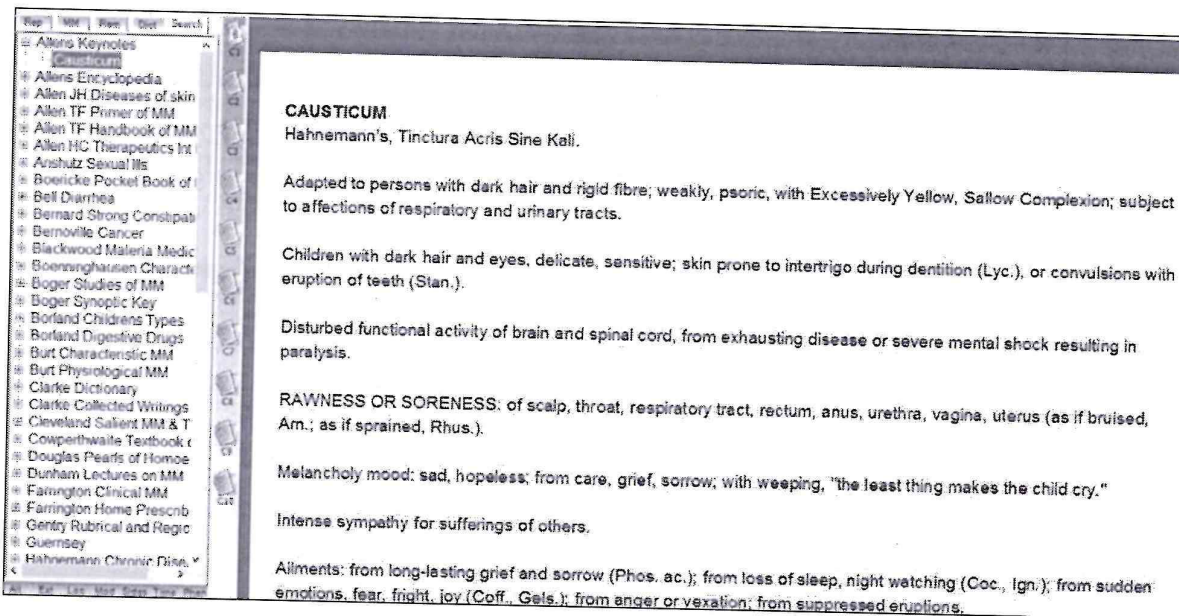 Rep MM Rem Dict Search
Allens Keynotes
Causticum
Allens Encyclopedia
Allen JH Diseases of skin
Allen TF Primer of MM
Allen TF Handbook of MM
Allen HC Therapeutics Int
Anshutz Sexual Ills
Boericke Pocket Book of
Bell Diarrhea
Bernard Strong Constipati
Bernoville Cancer
Blackwood Materia Medic
Boenninghausen Characte
Boger Studies of MM
Boger Synoptic Key
Borland Childrens Types
Borland Digestive Drugs
Burt Characteristic MM
Burt Physiological MM
Clarke Dictionary
Clarke Collected Writings
Cleveland Salient MM & T
Cowperthwaite Textbook c
Douglas Pearls of Homoe
Dunham Lectures on MM
Farrington Clinical MM
Farrington Home Prescrib
Gentry Rubrical and Regic
Guernsey
Hahnemann Chronic Dise
CAUSTICUM
Hahnemann's, Tinctura Acris Sine Kali.
Adapted to persons with dark hair and rigid fibre; weakly, psoric, with Excessively Yellow, Sallow Complexion; subject
to affections of respiratory and urinary tracts.
Children with dark hair and eyes, delicate, sensitive; skin prone to intertrigo during dentition (Lyc.), or convulsions with
eruption of teeth (Stan.).
Disturbed functional activity of brain and spinal cord, from exhausting disease or severe mental shock resulting in
paralysis.
RAWNESS OR SORENESS: of scalp, throat, respiratory tract, rectum, anus, urethra, vagina, uterus (as if bruised,
Arn.; as if sprained, Rhus.).
Melancholy mood: sad, hopeless; from care, grief, sorrow; with weeping, "the least thing makes the child cry."
Intense sympathy for sufferings of others.
Ailments: from long-lasting grief and sorrow (Phos. ac.); from loss of sleep, night watching (Coc., Ign.); from sudden
emotions, fear, fright, joy (Coff., Gels.); from anger or vexation; from suppressed eruptions.